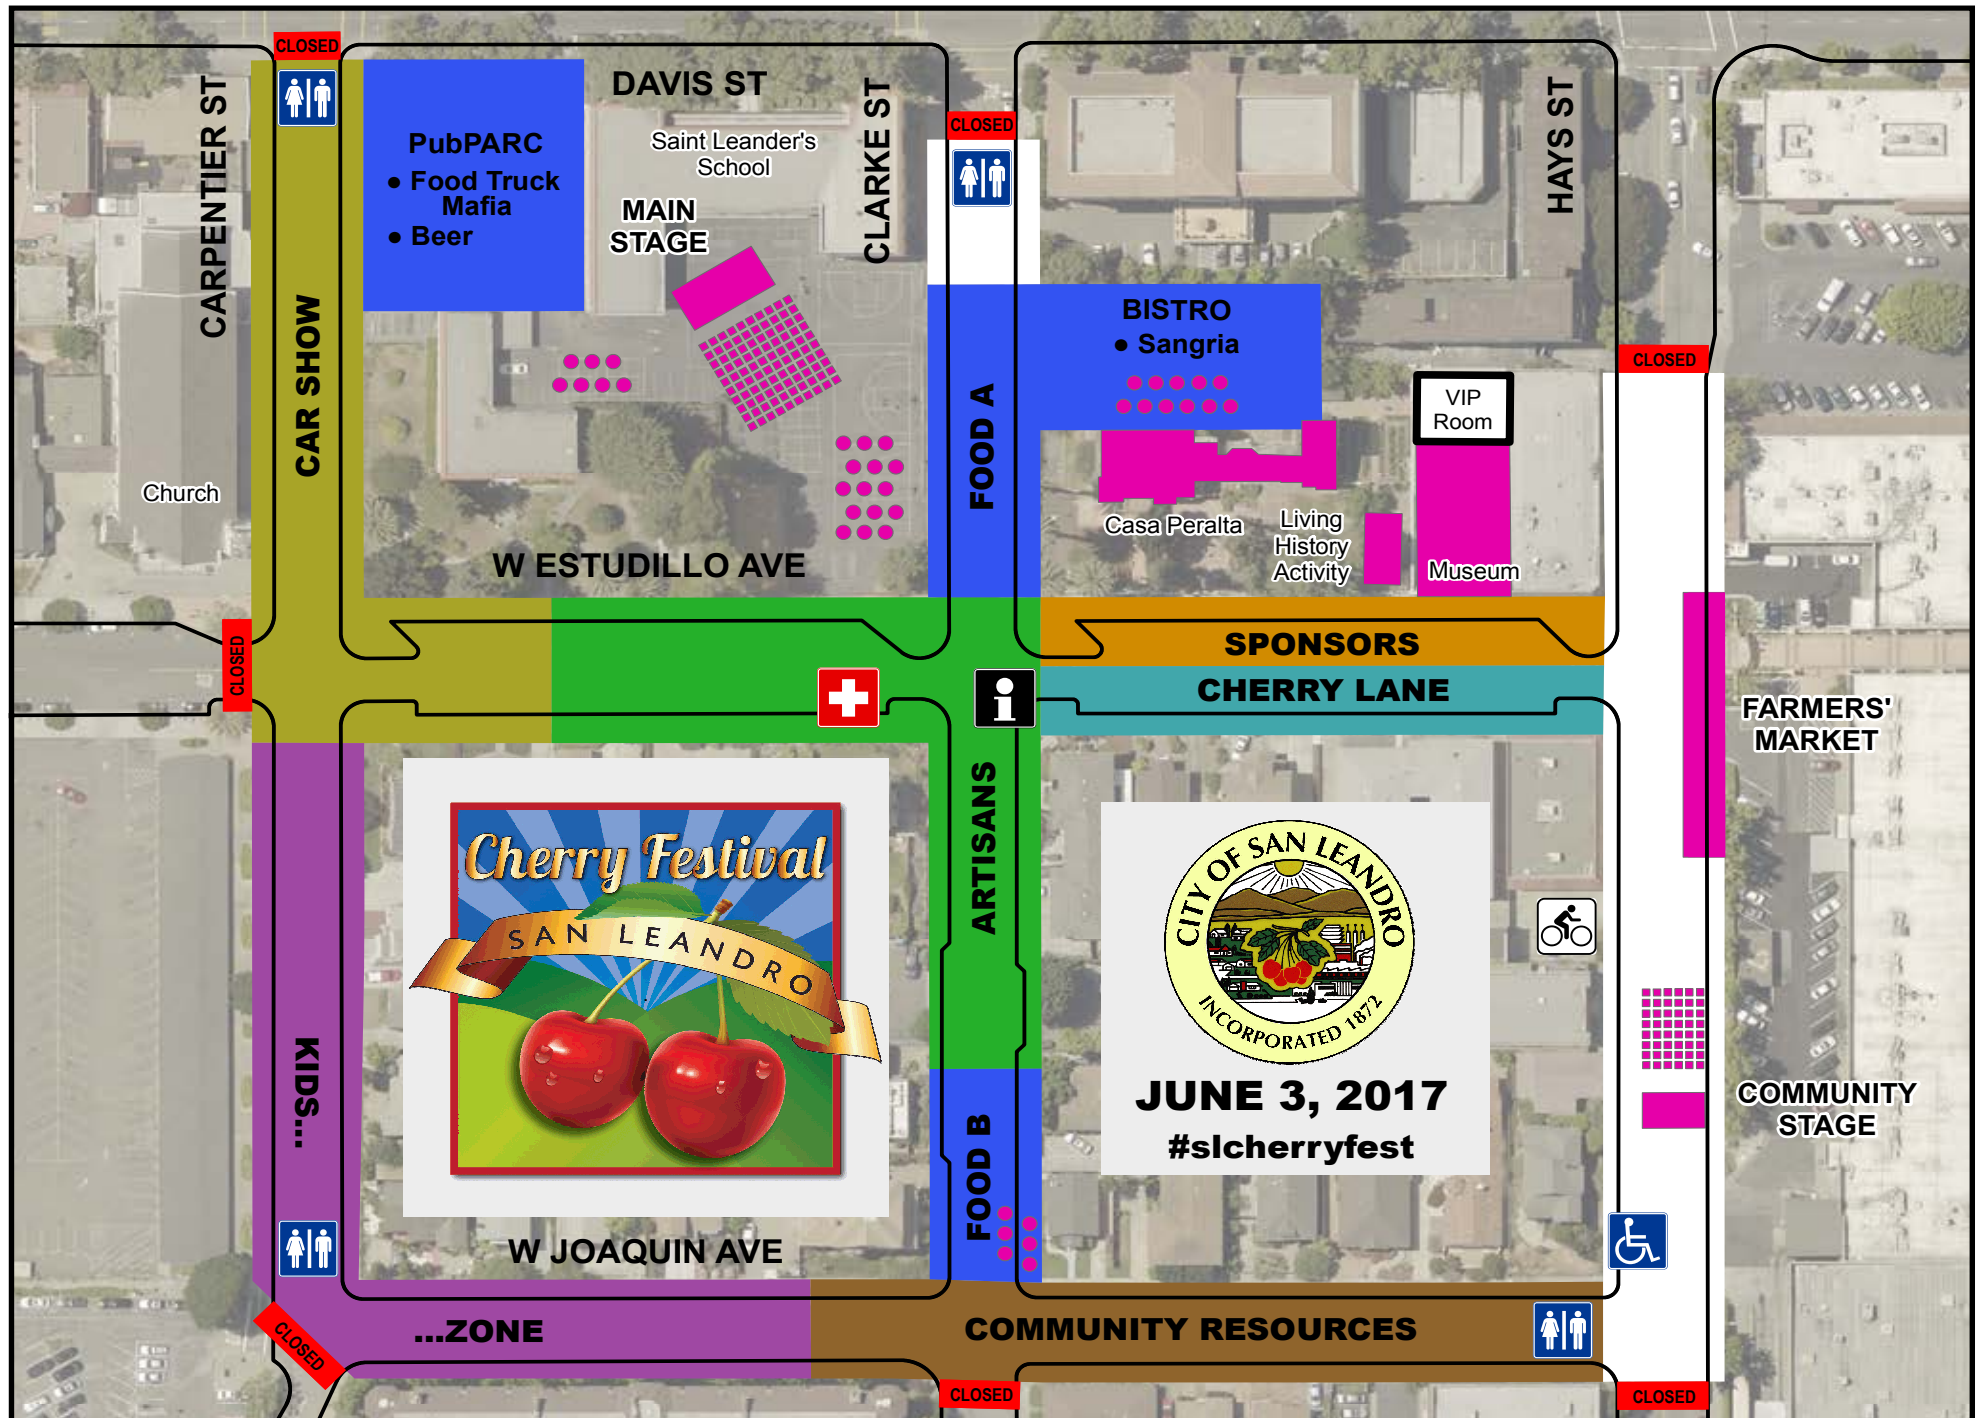 CLOSED
CARPENTIER ST
CAR SHOW
PubPARC
● Food Truck
Mafia
● Beer
DAVIS ST
Saint Leander's
School
MAIN
STAGE
CLARKE ST
CLOSED
HAYS ST
BISTRO
● Sangria
FOOD A
VIP
Room
CLOSED
Church
Casa Peralta
Living
History
Activity
Museum
W ESTUDILLO AVE
CLOSED
SPONSORS
CHERRY LANE
i
FARMERS'
MARKET
ARTISANS
Cherry Festival
SAN LEANDRO
CITY OF SAN LEANDRO
INCORPORATED 1872
JUNE 3, 2017
#slcherryfest
KIDS...
FOOD B
COMMUNITY
STAGE
W JOAQUIN AVE
...ZONE
COMMUNITY RESOURCES
CLOSED
CLOSED
CLOSED